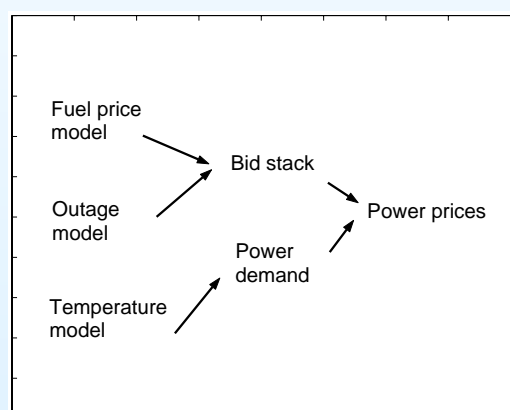 Fuel price
model
Bid stack
Outage
model
Power prices
Power
demand
Temperature
model